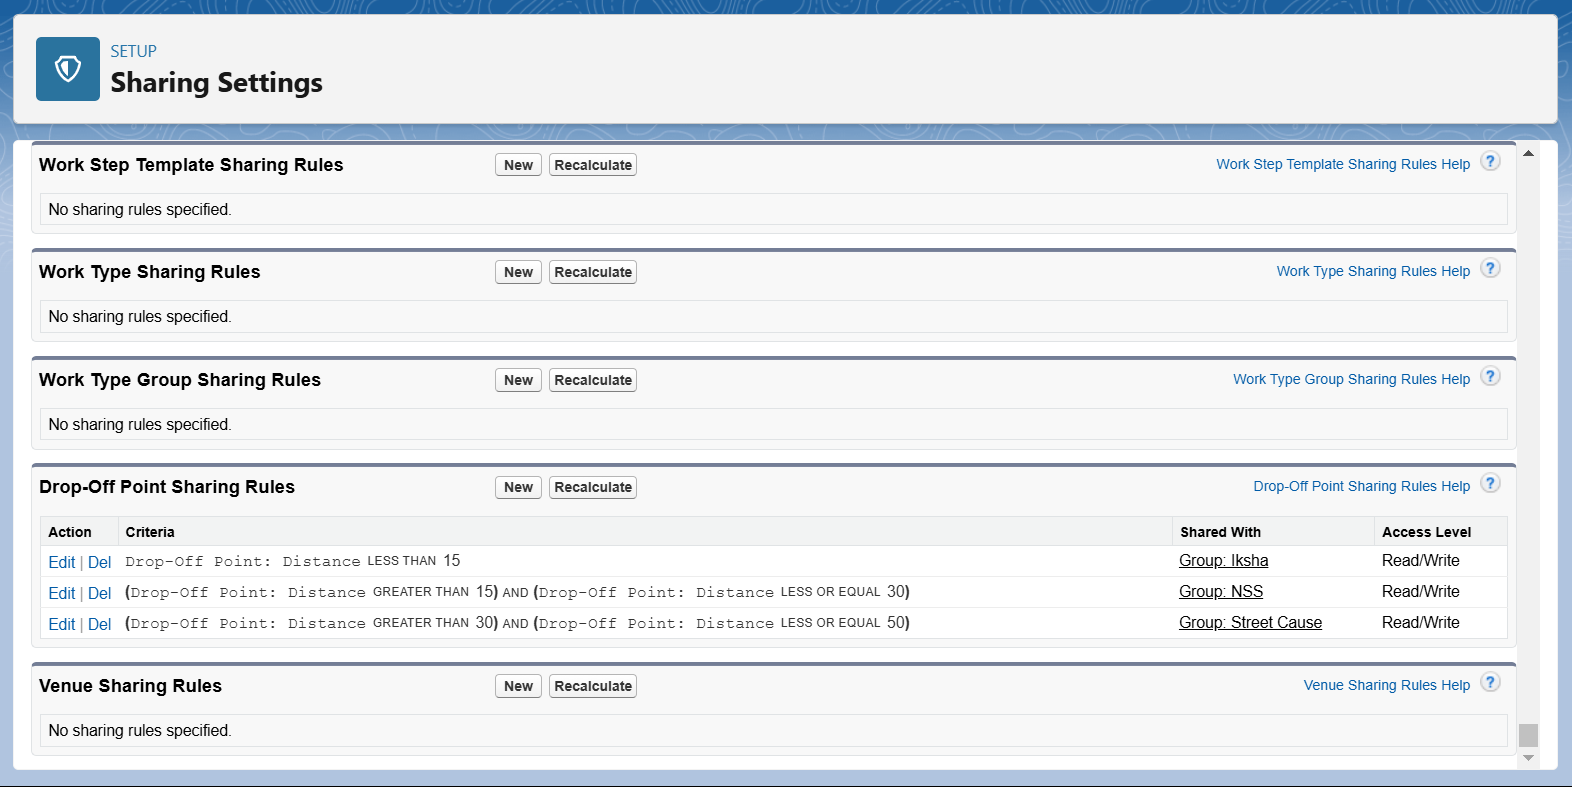 SETUP
Sharing Settings
Work Step Template Sharing Rules New Recalculate Work Step Template Sharing Rules Help ?
No sharing rules specified.
Work Type Sharing Rules New Recalculate Work Type Sharing Rules Help ?
No sharing rules specified.
Work Type Group Sharing Rules New Recalculate Work Type Group Sharing Rules Help ?
No sharing rules specified.
Drop-Off Point Sharing Rules New Recalculate Drop-Off Point Sharing Rules Help ?
Action Criteria Shared With Access Level
Edit | Del Drop-Off Point: Distance LESS THAN 15 Group: Iksha Read/Write
Edit | Del (Drop-Off Point: Distance GREATER THAN 15) AND (Drop-Off Point: Distance LESS OR EQUAL 30) Group: NSS Read/Write
Edit | Del (Drop-Off Point: Distance GREATER THAN 30) AND (Drop-Off Point: Distance LESS OR EQUAL 50) Group: Street Cause Read/Write
Venue Sharing Rules New Recalculate Venue Sharing Rules Help ?
No sharing rules specified.